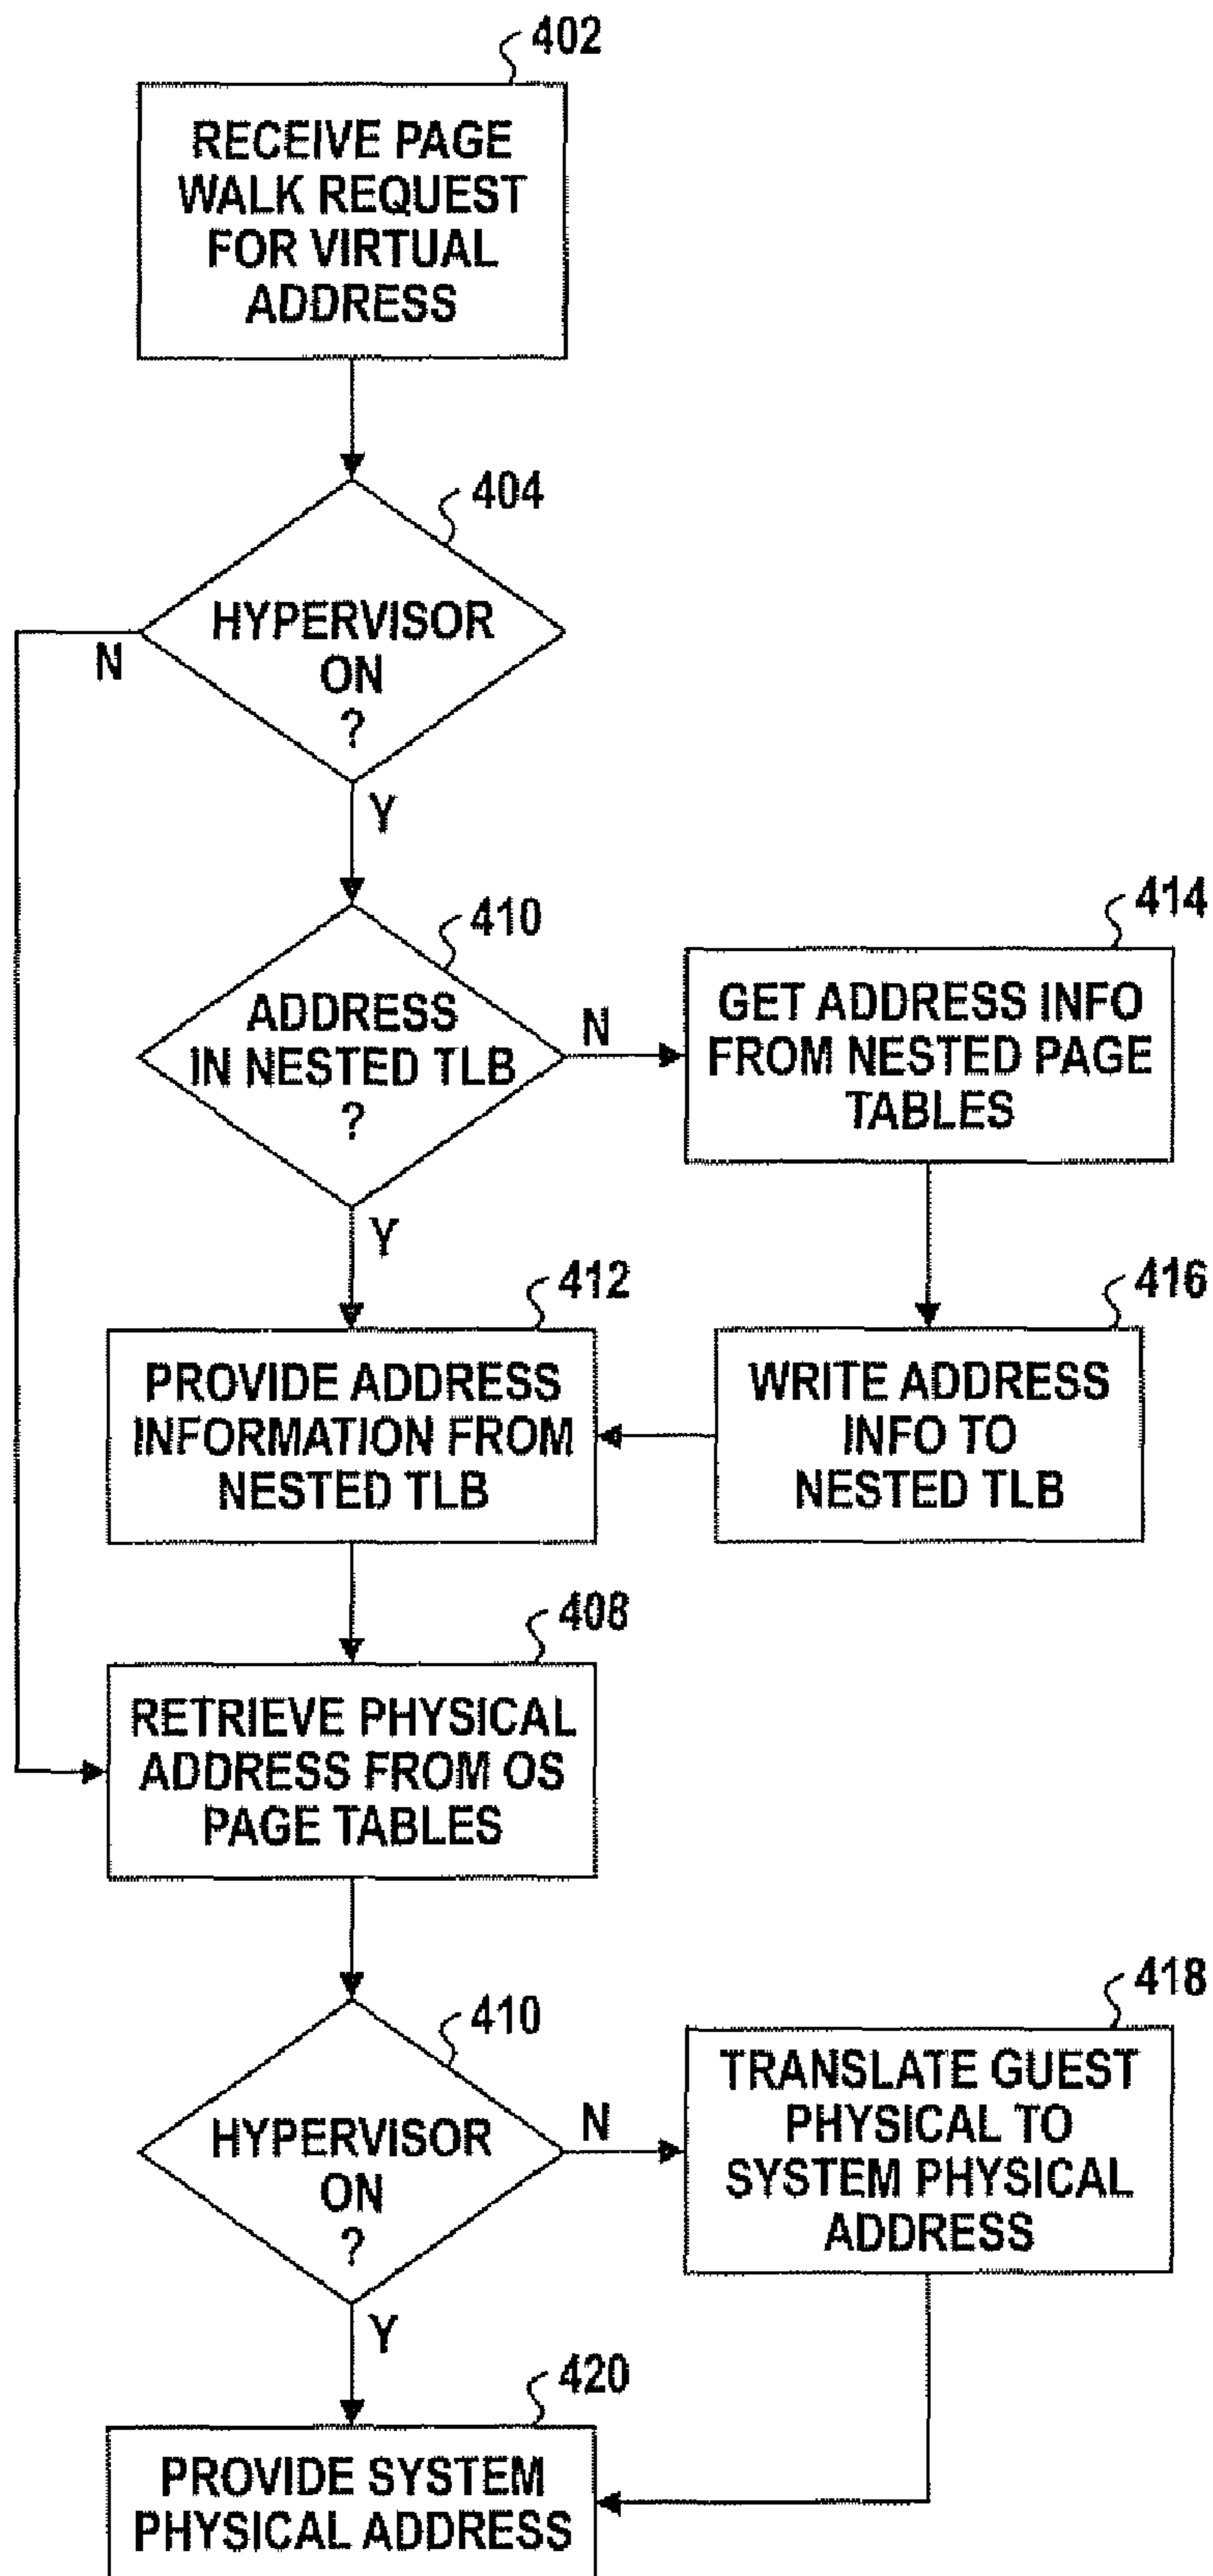 402
RECEIVE PAGE
WALK REQUEST
FOR VIRTUAL
ADDRESS
404
HYPERVISOR
ON
?
N
Y
410
ADDRESS
IN NESTED TLB
?
N
Y
414
GET ADDRESS INFO
FROM NESTED PAGE
TABLES
412
PROVIDE ADDRESS
INFORMATION FROM
NESTED TLB
416
WRITE ADDRESS
INFO TO
NESTED TLB
408
RETRIEVE PHYSICAL
ADDRESS FROM OS
PAGE TABLES
410
HYPERVISOR
ON
?
N
Y
418
TRANSLATE GUEST
PHYSICAL TO
SYSTEM PHYSICAL
ADDRESS
420
PROVIDE SYSTEM
PHYSICAL ADDRESS